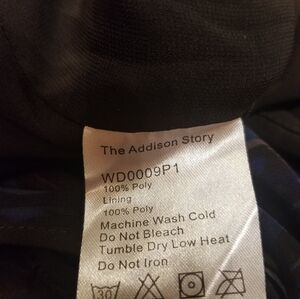 The Addison Story
WD0009P1
100% Poly
Lining
100% Poly
Machine Wash Cold
Do Not Bleach
Tumble Dry Low Heat
Do Not Iron
30